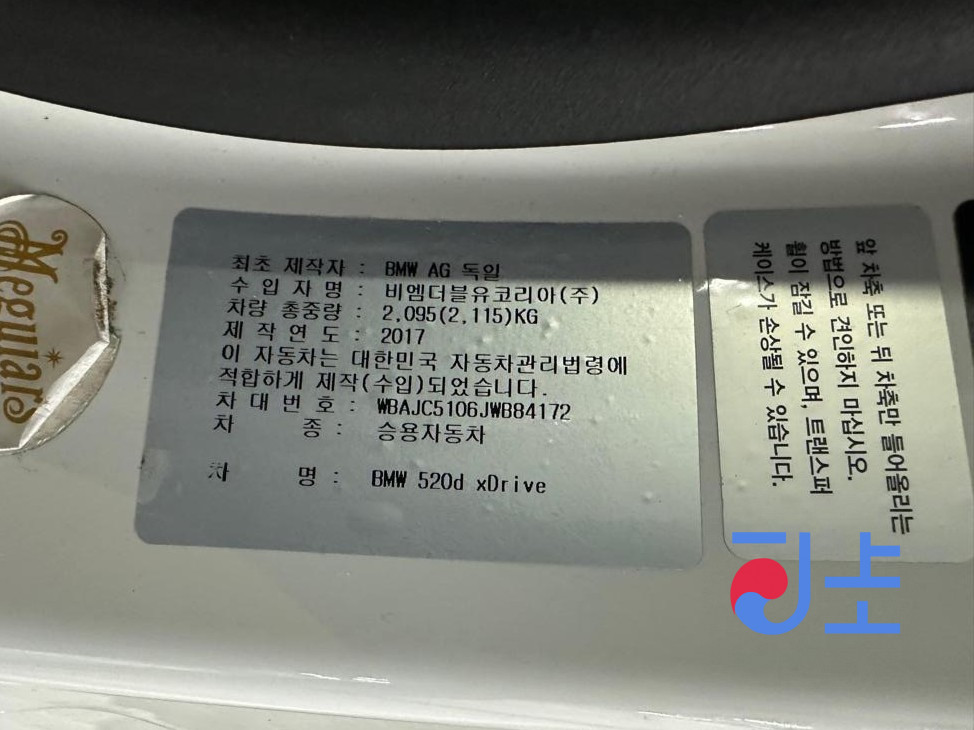 최초 제작자 : BMW AG 독일
수 입 자 명 : 비엠더블유코리아(주)
차량 총중량 : 2,095(2,115)KG
제 작 연 도 : 2017
이 자동차는 대한민국 자동차관리법령에
적합하게 제작(수입)되었습니다.
차 대 번 호 : WBAJC5106JWB84172
차 종 : 승용자동차
차 명 : BMW 520d xDrive
앞 차축 또는 뒤 차축만 들어올리는
방법으로 견인하지 마십시오.
휠이 잠길 수 있으며, 트랜스퍼
케이스가 손상될 수 있습니다.
Meguiars